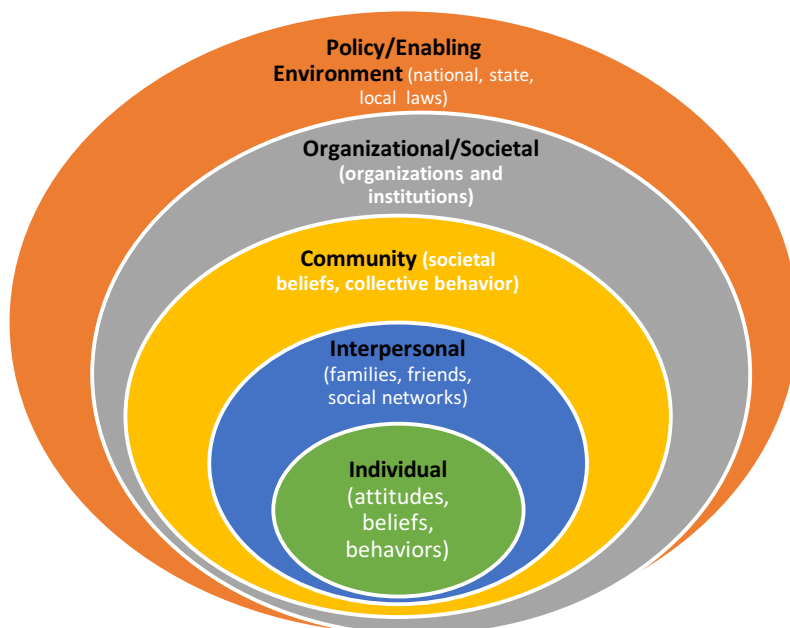 Policy/Enabling
Environment (national, state,
local laws)
Organizational/Societal
(organizations and
institutions)
Community (societal
beliefs, collective behavior)
Interpersonal
(families, friends,
social networks)
Individual
(attitudes,
beliefs,
behaviors)